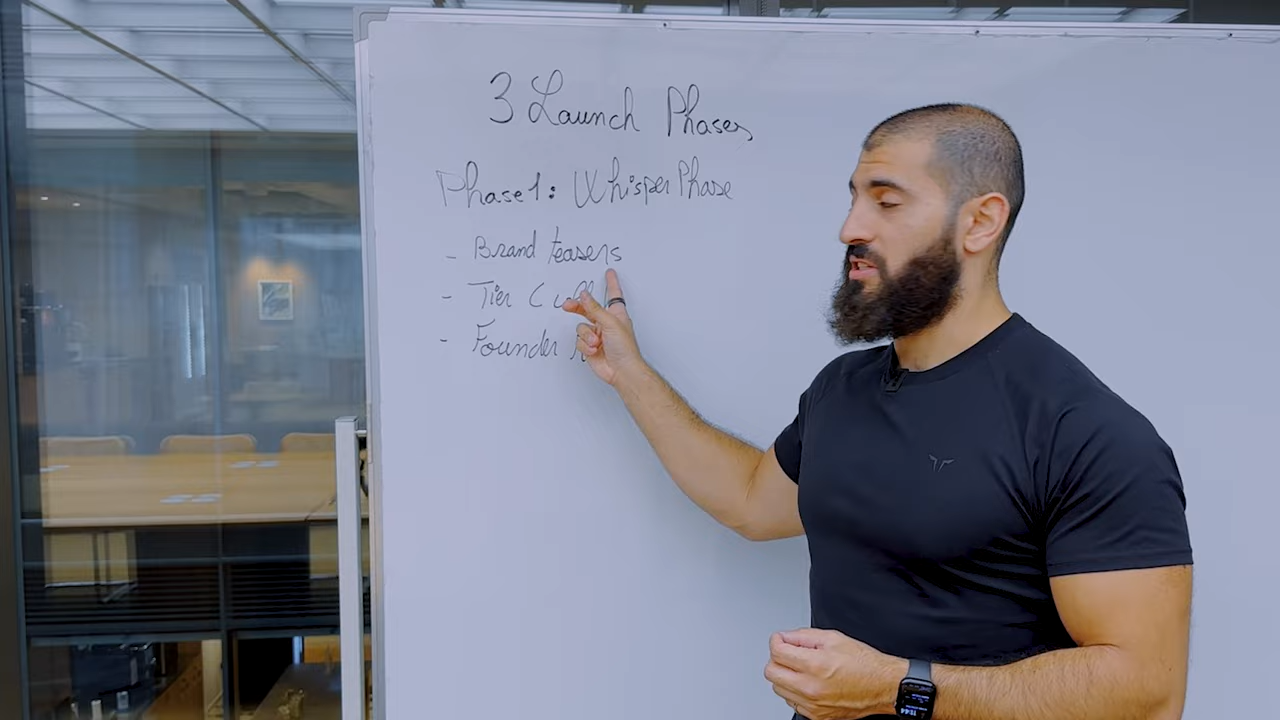 3 Launch Phases
Phase 1: Whisper Phase
- Brand teasers
- Tier C
- Founder